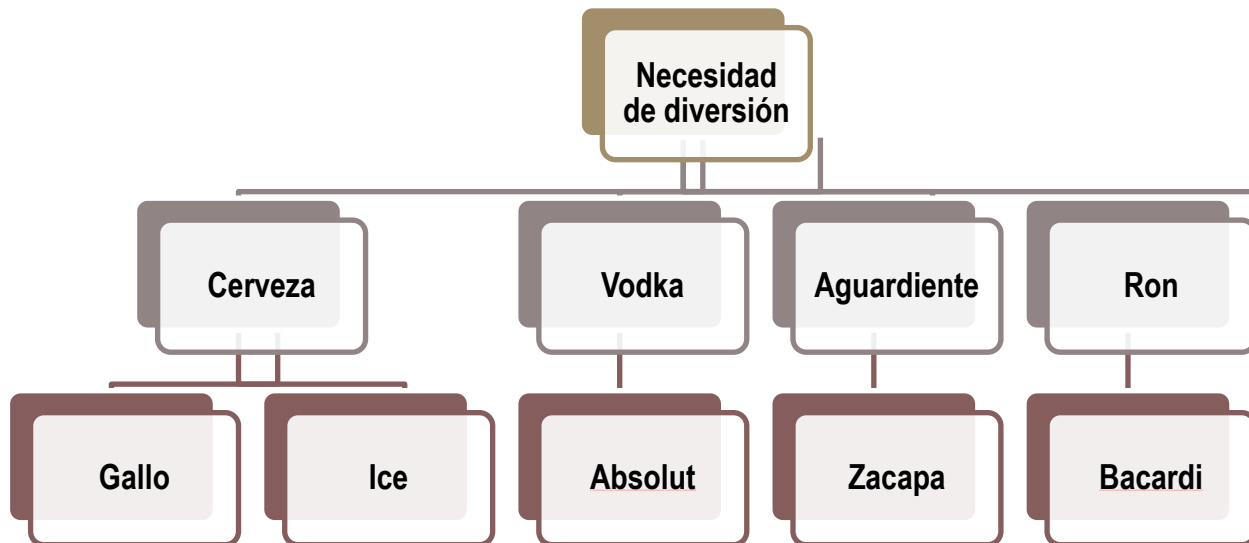 Necesidad
de diversión
Cerveza
Vodka
Aguardiente
Ron
Gallo
Ice
Absolut
Zacapa
Bacardi